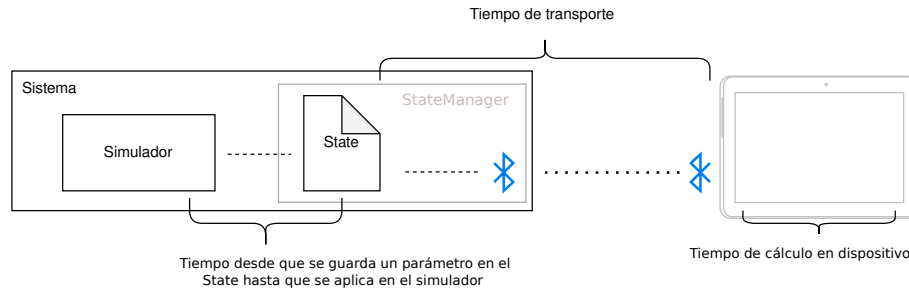 Tiempo de transporte
Sistema
StateManager
State
Simulador
Tiempo de cálculo en dispositivo
Tiempo desde que se guarda un parámetro en el
State hasta que se aplica en el simulador